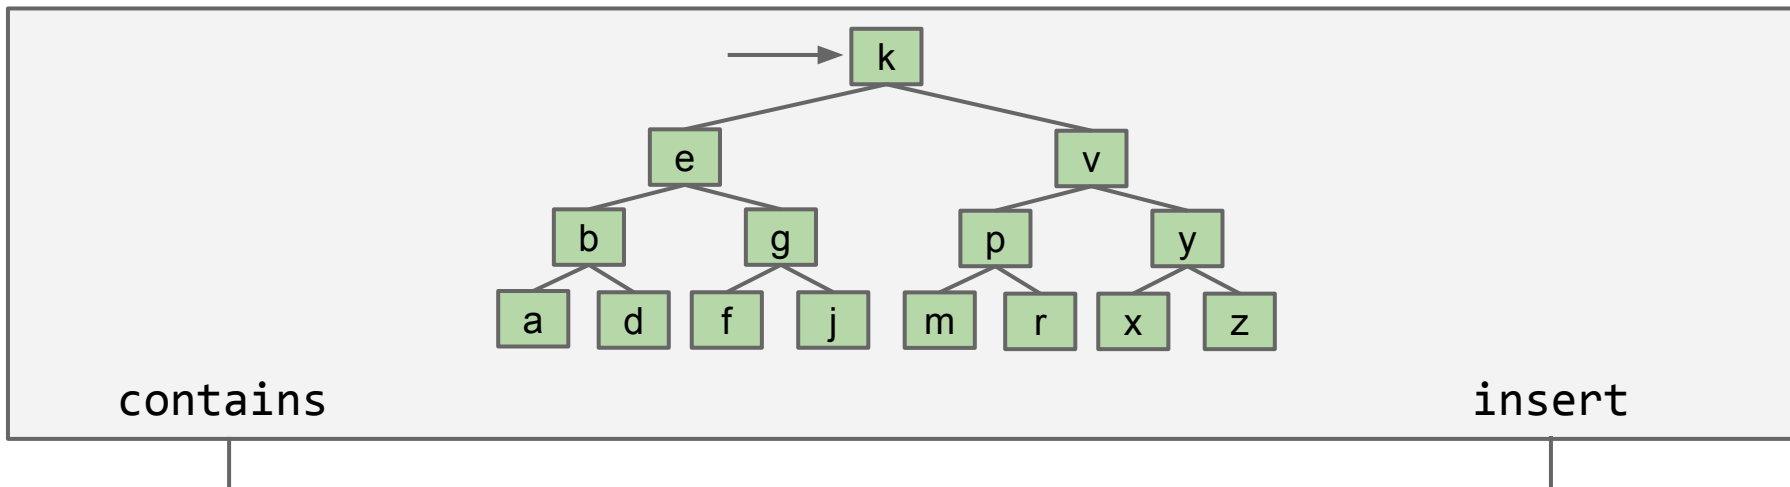 k
e v
b g p y
a d f j m r x z
contains insert